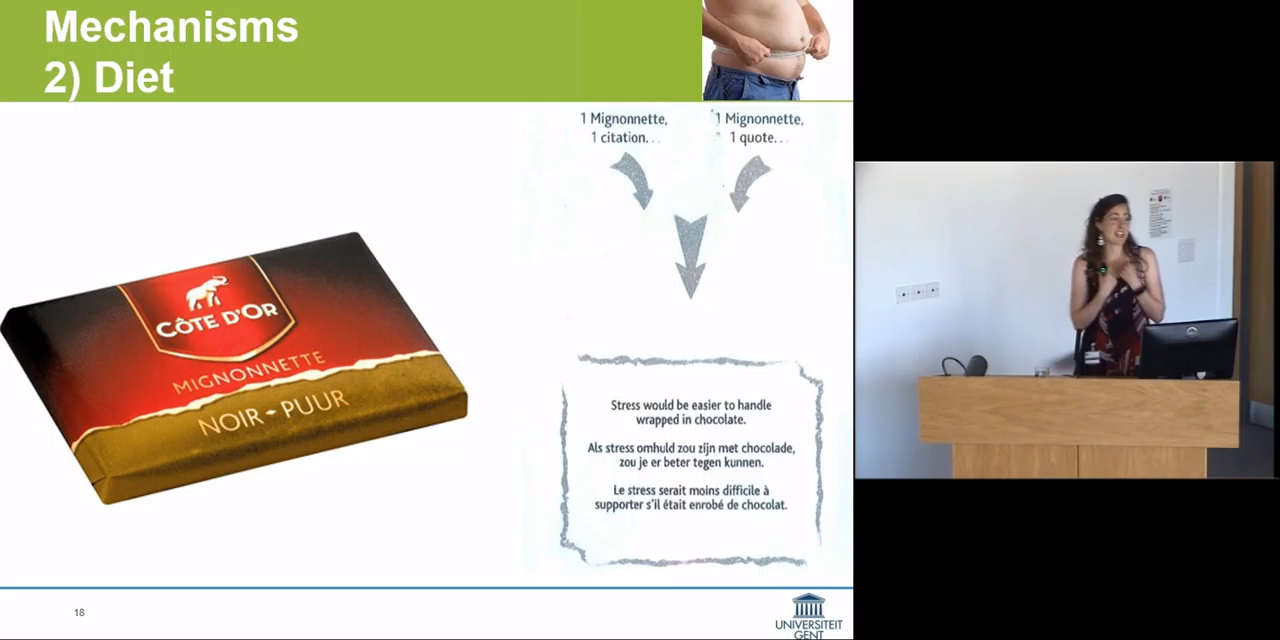 Mechanisms
2) Diet
1 Mignonnette,
1 citation...
1 Mignonnette,
1 quote...
CÔTE D'OR
MIGNONNETTE
NOIR - PUUR
Stress would be easier to handle
wrapped in chocolate.
Als stress omhuld zou zijn met chocolade,
zou je er beter tegen kunnen.
Le stress serait moins difficile à
supporter s'il était enrobé de chocolat.
18
UNIVERSITEIT
GENT